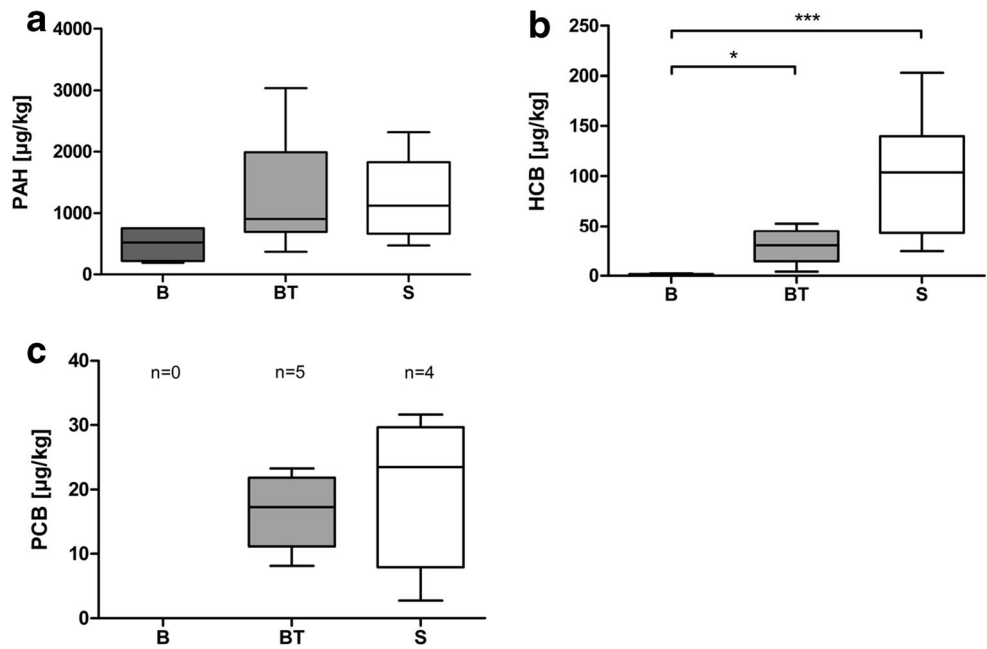 a
PAH [µg/kg]
4000
3000
2000
1000
0
B BT S
b
HCB [µg/kg]
250
200
150
100
50
0
***
*
B BT S
c
PCB [µg/kg]
40
30
20
10
0
n=0 n=5 n=4
B BT S